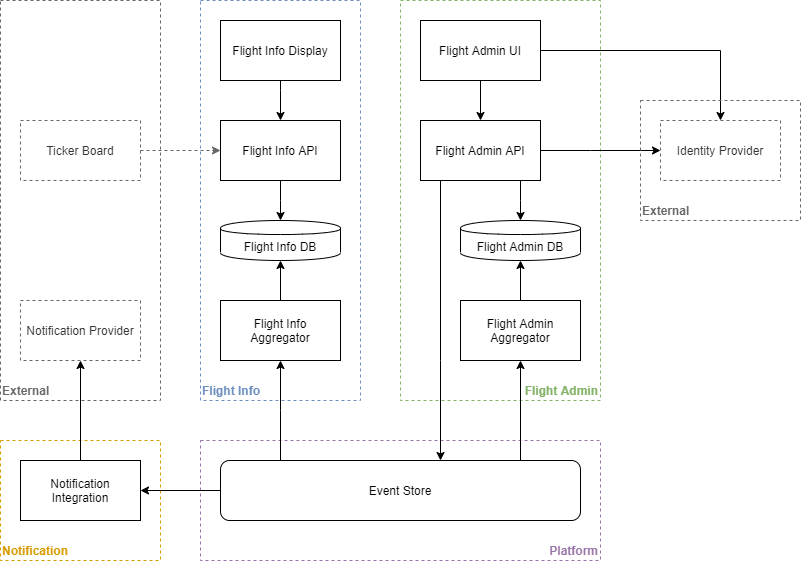 Flight Info Display
Flight Admin UI
Ticker Board
Flight Info API
Flight Admin API
Identity Provider
External
Flight Info DB
Flight Admin DB
Notification Provider
Flight Info
Aggregator
Flight Admin
Aggregator
External
Flight Info
Flight Admin
Notification
Integration
Event Store
Notification
Platform